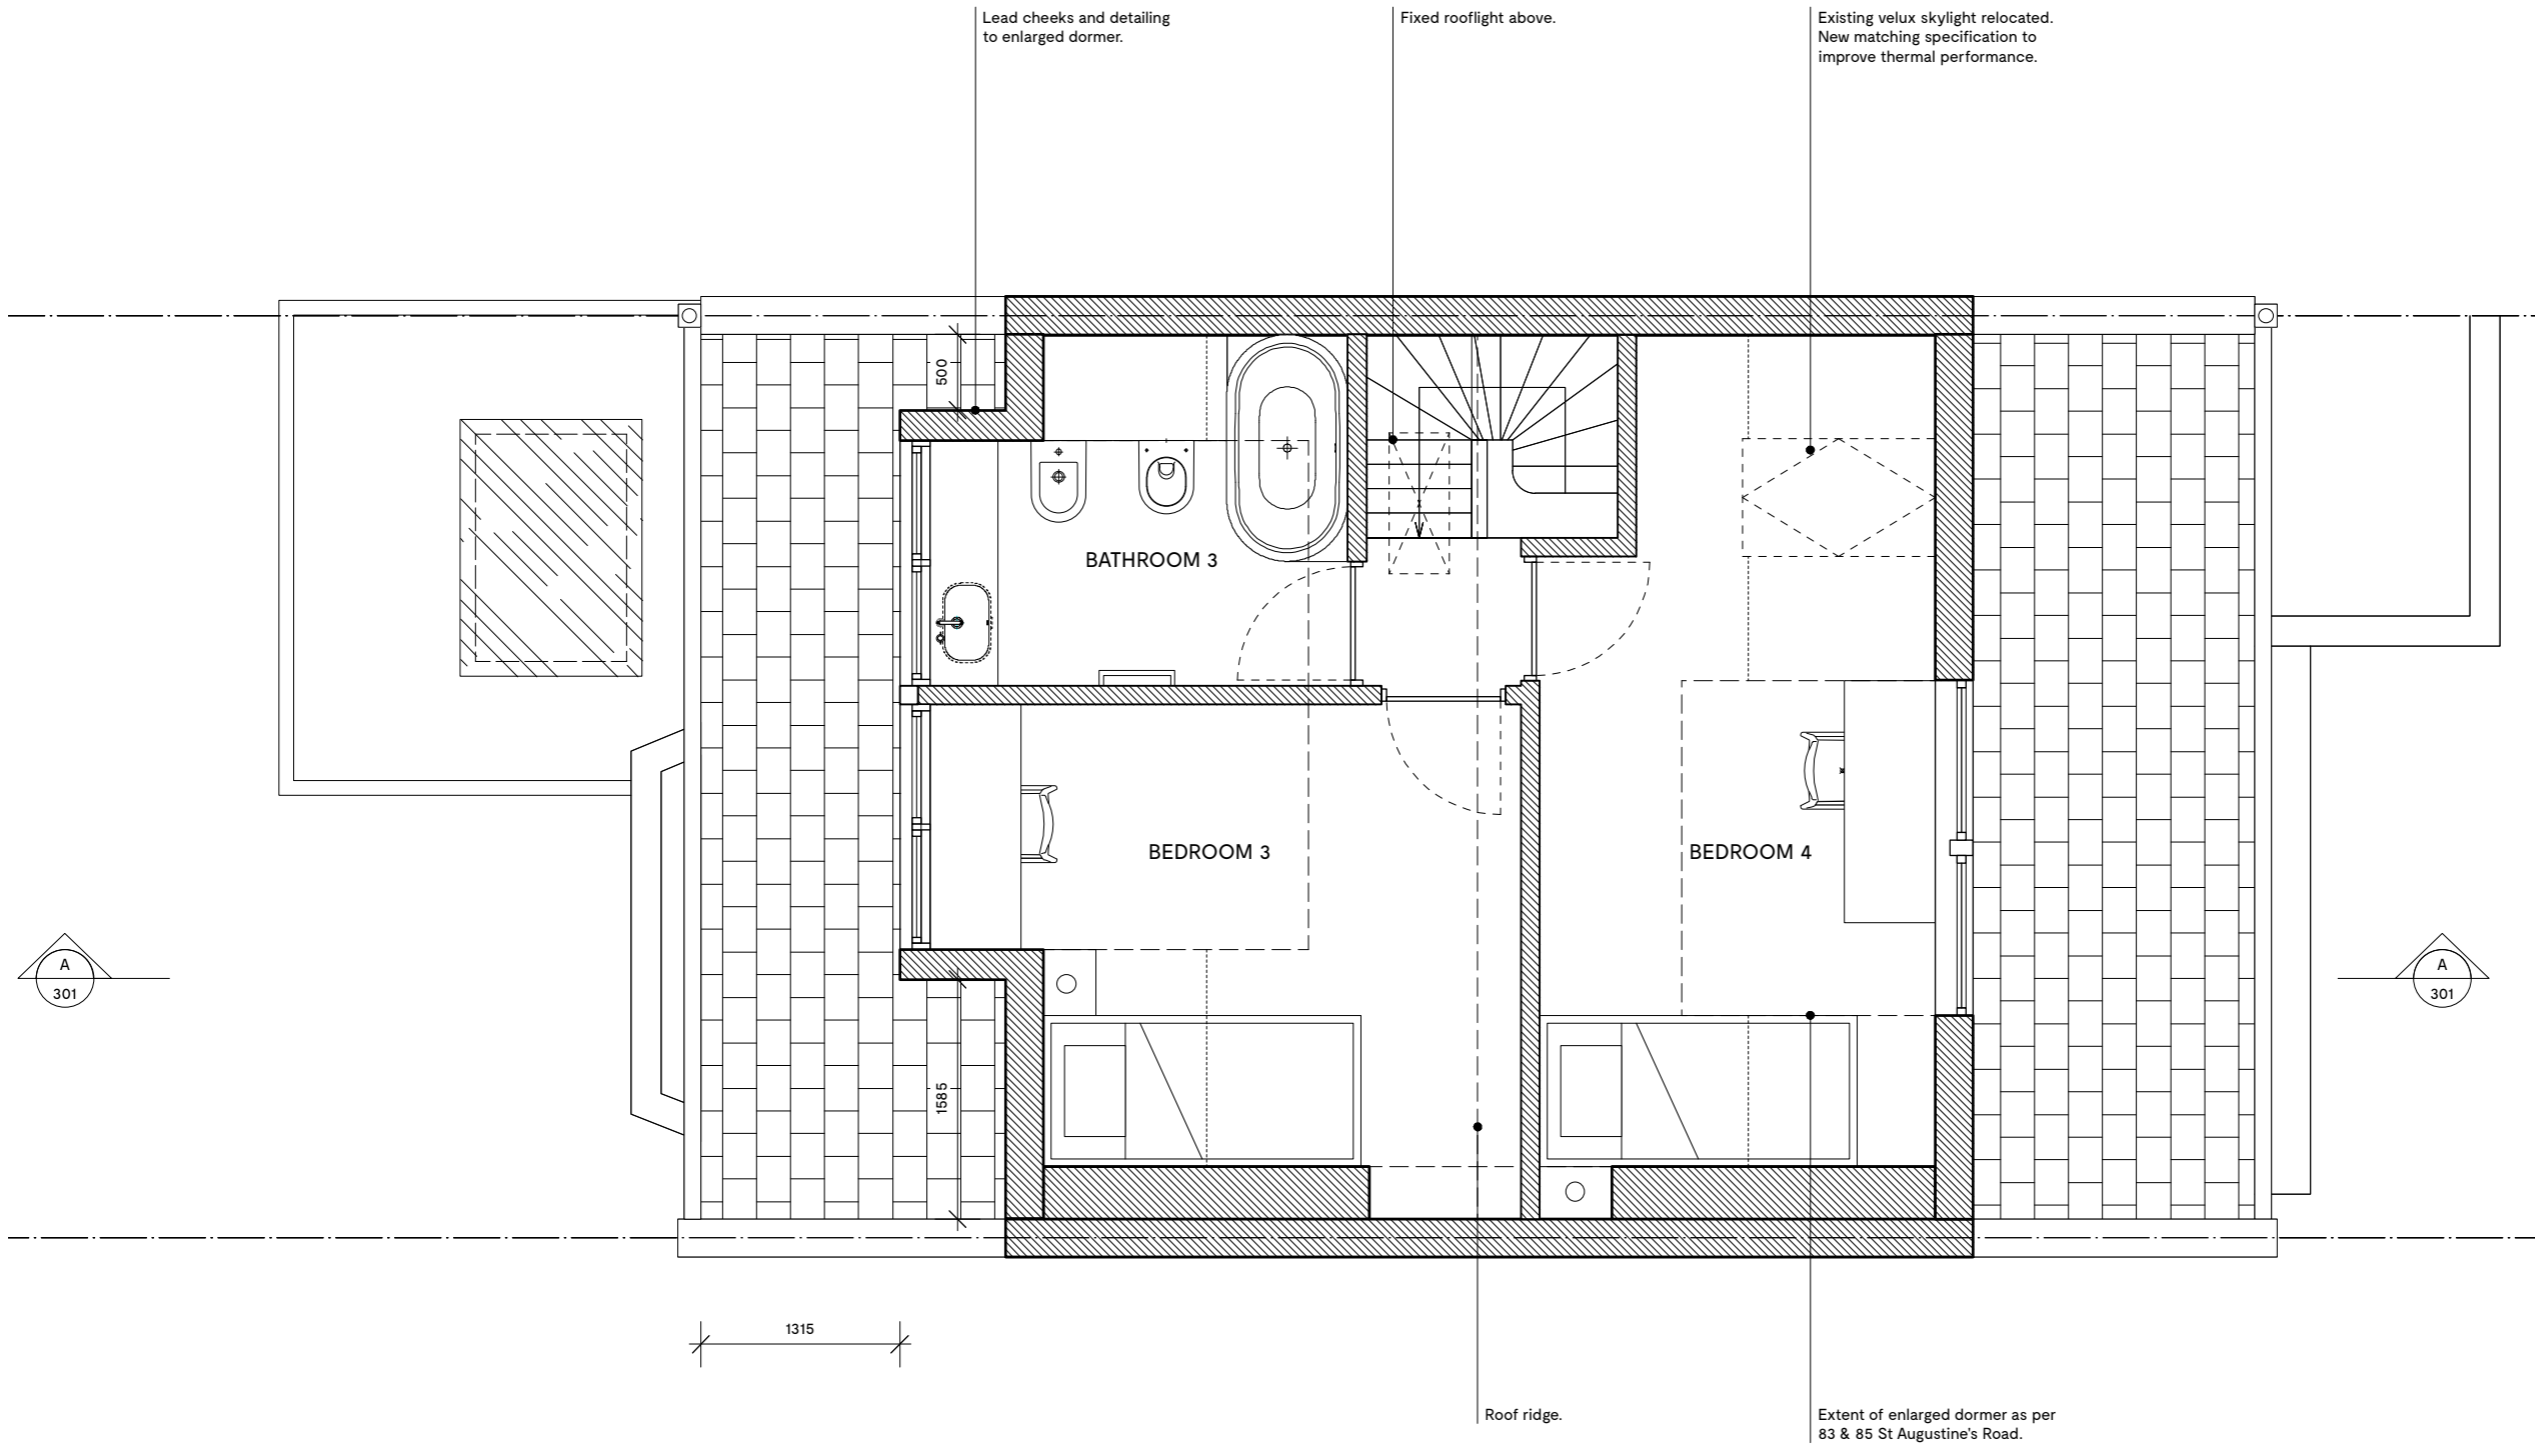 Lead cheeks and detailing
to enlarged dormer.
Fixed rooflight above.
Existing velux skylight relocated.
New matching specification to
improve thermal performance.
500
BATHROOM 3
BEDROOM 3
BEDROOM 4
A
301
A
301
1585
1315
Roof ridge.
Extent of enlarged dormer as per
83 & 85 St Augustine's Road.